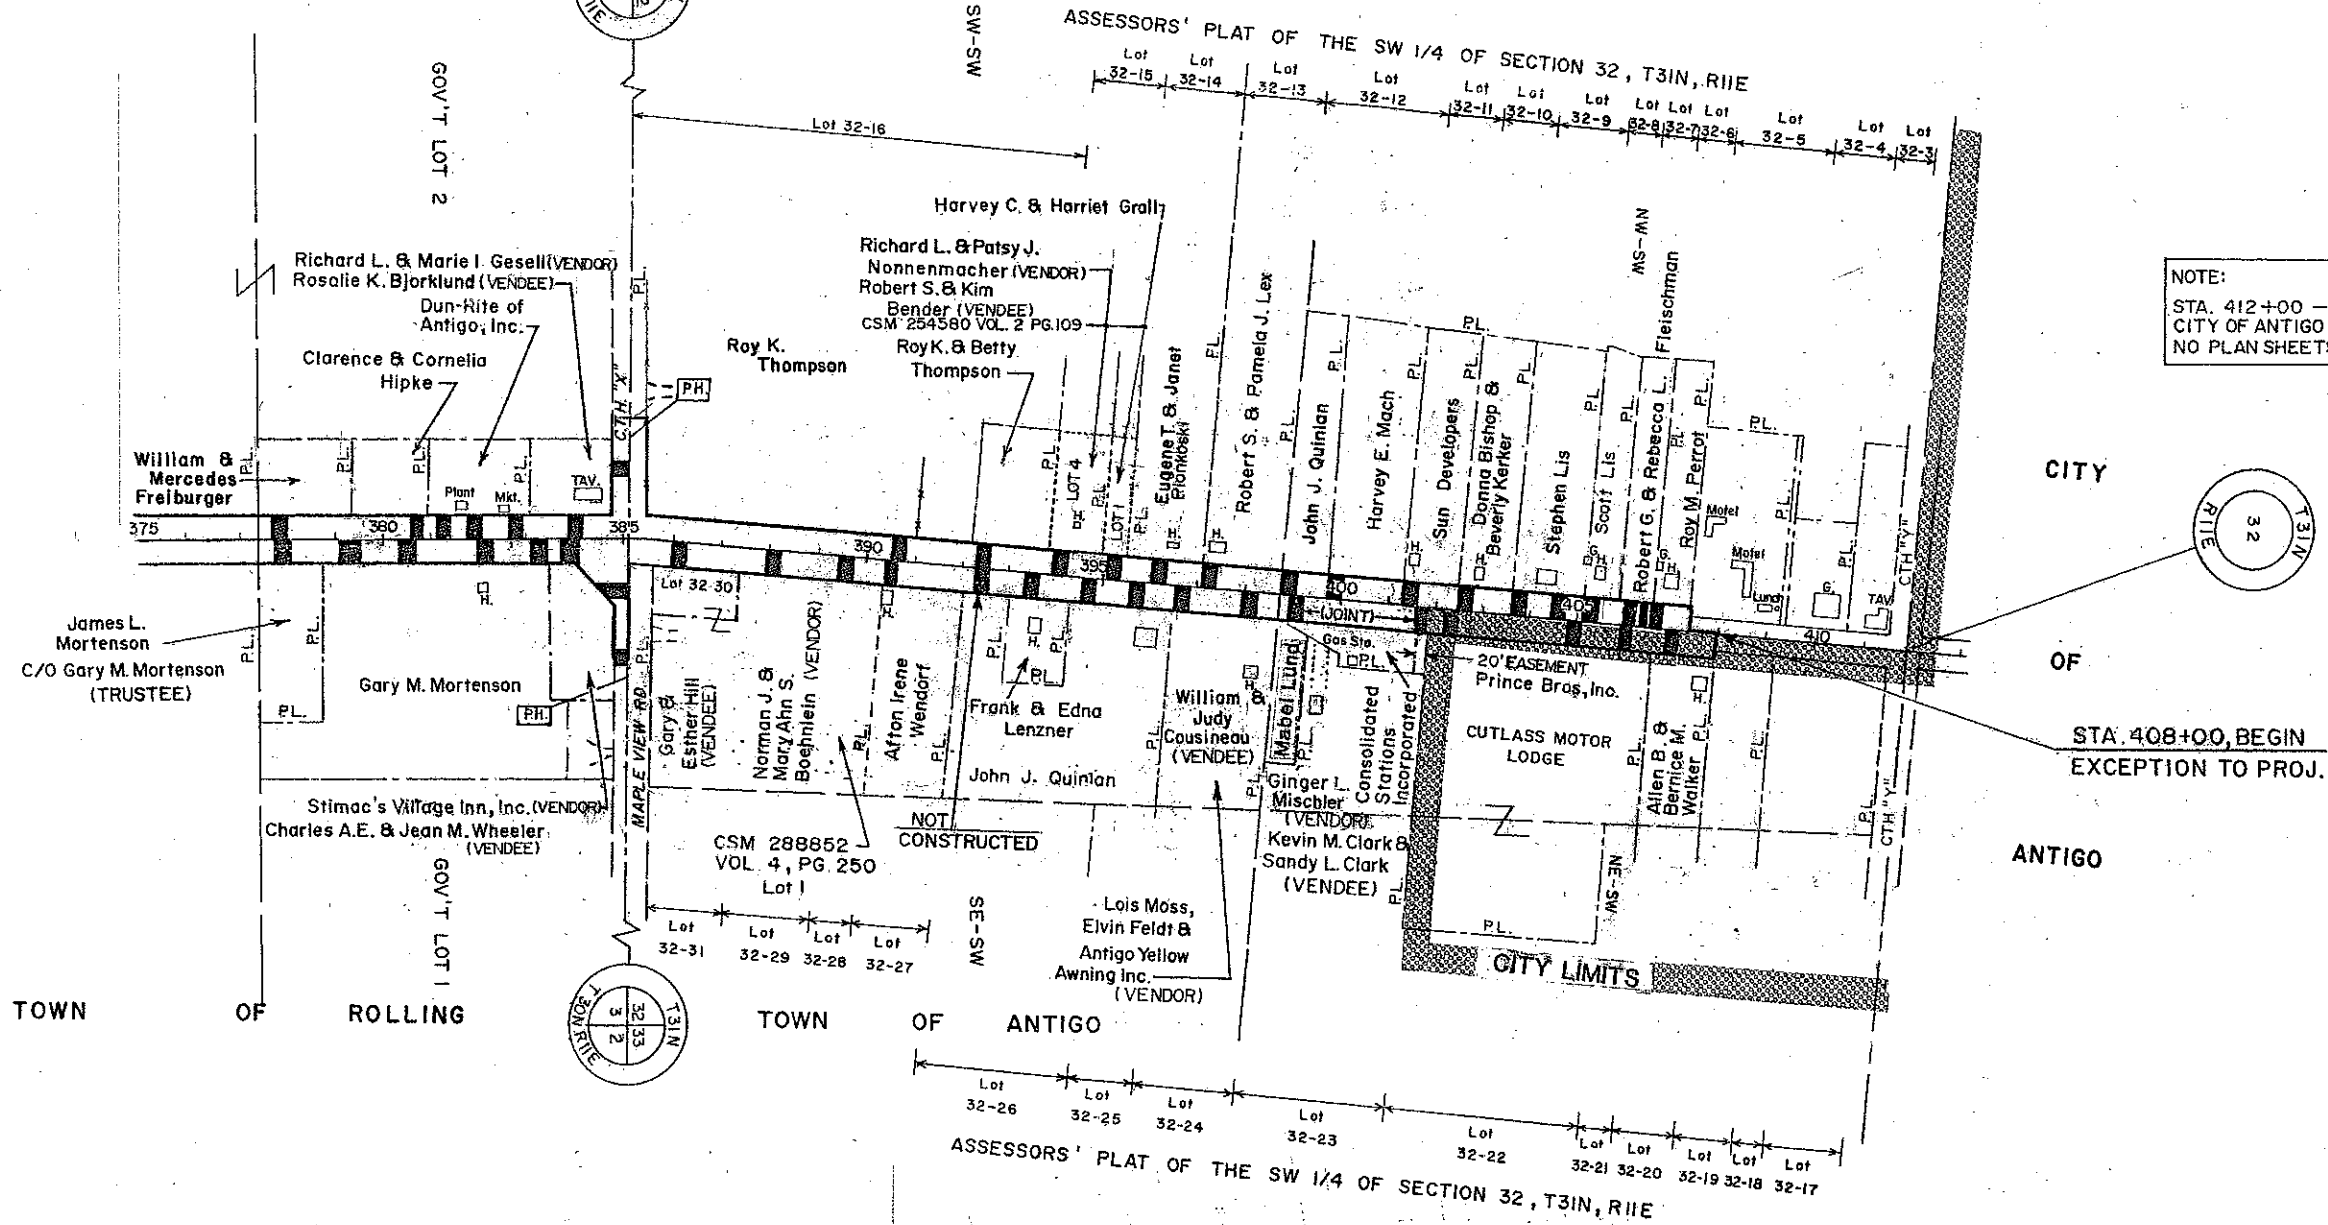 ASSESSORS' PLAT OF THE SW 1/4 OF SECTION 32, T31N, R11E
Lot 32-15
Lot 32-14
Lot 32-13
Lot 32-12
Lot 32-11
Lot 32-10
Lot 32-9
Lot 32-8
Lot 32-7
Lot 32-6
Lot 32-5
Lot 32-4
Lot 32-3
R11E
SW-SW
GOV'T LOT 2
Lot 32-16
Harvey C. & Harriet Grall
Richard L. & Patsy J.
Nonnenmacher (VENDOR)
Robert S. & Kim
Bender (VENDEE)
CSM 254580 VOL. 2 PG.109
Roy K. & Betty
Thompson
Roy K.
Thompson
Richard L. & Marie I. Gesell (VENDOR)
Rosalie K. Bjorklund (VENDEE)
Dun-Rite of
Antigo, Inc.
Clarence & Cornelia
Hipke
William &
Mercedes
Freiburger
P.L.
P.L.
P.L.
P.L.
P.L.
Plant
Mkt.
TAV.
C.T.H. "X"
P.H.
P.L.
LOT 4
H.
P.L.
LOT 1
P.L.
Eugene T. & Janet
Pionkoski
H.
P.L.
Robert S. & Pamela J. Lex
H.
P.L.
John J. Quinlan
P.L.
Harvey E. Mach
P.L.
P.L.
H.
Sun Developers
P.L.
Donna Bishop &
Beverly Kerker
H.
P.L.
Stephen Lis
P.L.
G.
H.
Scott Lis
P.L.
NW-SW
Robert G. & Rebecca L. Fleischman
P.L.
G.
H.
Roy M. Perrot
P.L.
Motel
Motel
Lunch
P.L.
P.L.
G.
P.L.
TAV.
CTH "Y"
NOTE:
STA. 412+00 —
CITY OF ANTIGO
NO PLAN SHEETS
CITY
OF
ANTIGO
T31N
R11E
32
STA. 408+00, BEGIN
EXCEPTION TO PROJ.
375
380
385
390
395
400
405
410
(JOINT)
James L.
Mortenson
C/O Gary M. Mortenson
(TRUSTEE)
P.L.
P.L.
P.L.
H.
Gary M. Mortenson
P.H.
Stimac's Village Inn, Inc. (VENDOR)
Charles A.E. & Jean M. Wheeler
(VENDEE)
MAPLE VIEW RD.
P.L.
Lot 32-30
Gary &
Esther Hill
(VENDEE)
Norman J. &
Mary Ahn S.
Boehnlein (VENDOR)
P.L.
H.
Afton Irene
Wendorf
P.L.
P.L.
H.
P.L.
P.L.
Frank & Edna
Lenzner
John J. Quinlan
NOT
CONSTRUCTED
CSM 288852
VOL. 4, PG. 250
Lot 1
P.L.
William &
Judy
Cousineau
(VENDEE)
H.
P.L.
Mabel Lund
P.L.
Gas Sta.
P.L.
Ginger L.
Mischler
(VENDOR)
Kevin M. Clark &
Sandy L. Clark
(VENDEE)
Consolidated
Stations
Incorporated
P.L.
20' EASEMENT
Prince Bros, Inc.
CUTLASS MOTOR
LODGE
P.L.
H.
Allen B. &
Bernice M.
Walker
P.L.
P.L.
P.L.
CTH "Y"
NE-SW
P.L.
CITY LIMITS
Lois Moss,
Elvin Feldt &
Antigo Yellow
Awning Inc.
(VENDOR)
SE-SW
GOV'T LOT 1
Lot 32-31
Lot 32-29
Lot 32-28
Lot 32-27
TOWN OF ROLLING
T31N
T30N R11E
32 33
3 2
TOWN OF ANTIGO
Lot 32-26
Lot 32-25
Lot 32-24
Lot 32-23
Lot 32-22
Lot 32-21
Lot 32-20
Lot 32-19
Lot 32-18
Lot 32-17
ASSESSORS' PLAT OF THE SW 1/4 OF SECTION 32, T31N, R11E